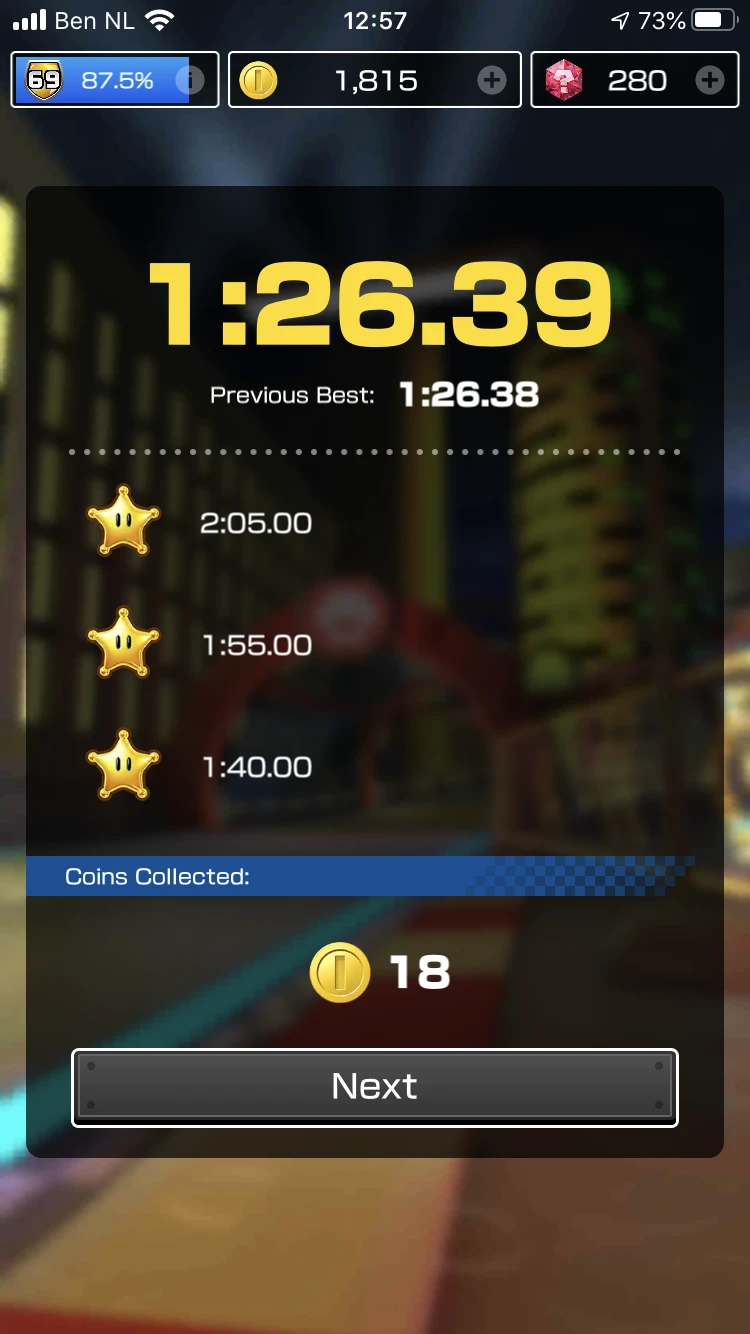 Ben NL 12:57 73%
69 87.5% i 1,815 + 280 +
1:26.39
Previous Best: 1:26.38
2:05.00
1:55.00
1:40.00
Coins Collected:
18
Next